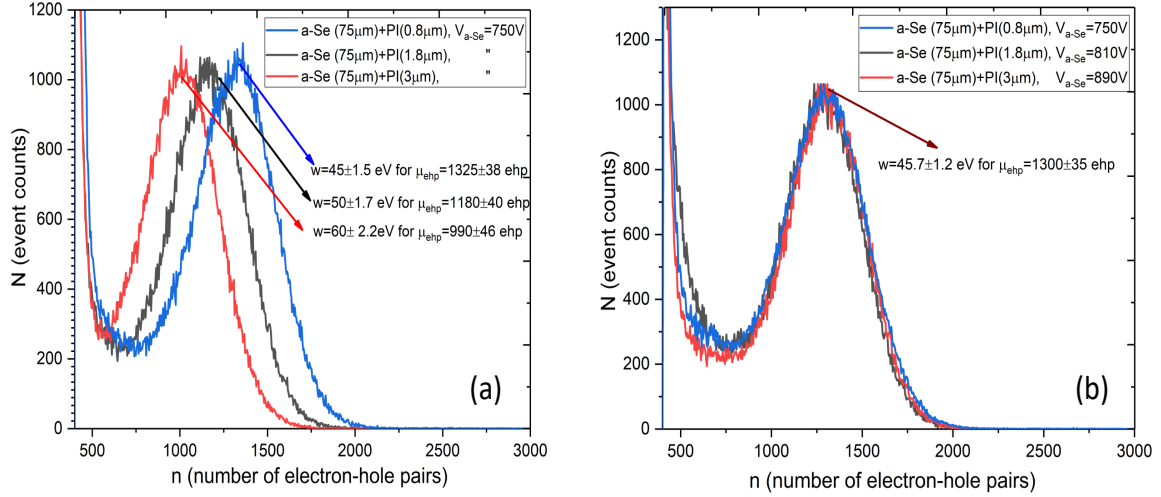 a-Se (75μm)+PI(0.8μm), Va-Se=750V
a-Se (75μm)+PI(1.8μm), "
a-Se (75μm)+PI(3μm), "
w=45±1.5 eV for μehp=1325±38 ehp
w=50±1.7 eV for μehp=1180±40 ehp
w=60± 2.2eV for μehp=990±46 ehp
(a)
N (event counts)
1200
1000
800
600
400
200
0
500 1000 1500 2000 2500 3000
n (number of electron-hole pairs)
a-Se (75μm)+PI(0.8μm), Va-Se=750V
a-Se (75μm)+PI(1.8μm), Va-Se=810V
a-Se (75μm)+PI(3μm), Va-Se=890V
w=45.7±1.2 eV for μehp=1300±35 ehp
(b)
N (event counts)
1200
1000
800
600
400
200
0
500 1000 1500 2000 2500 3000
n (number of electron-hole pairs)